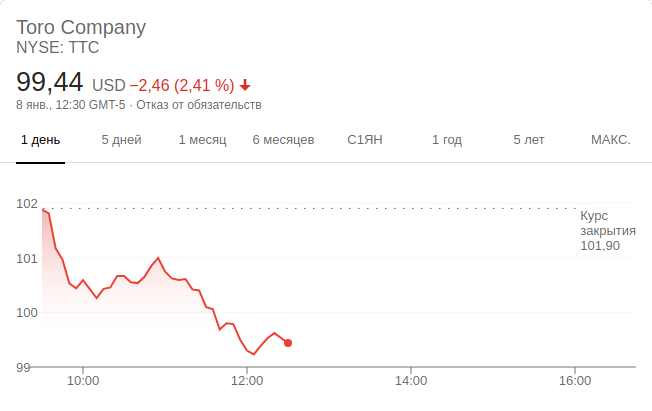 Toro Company
NYSE: TTC
99,44 USD −2,46 (2,41 %)
8 янв., 12:30 GMT-5 · Отказ от обязательств
1 день 5 дней 1 месяц 6 месяцев С1ЯН 1 год 5 лет МАКС.
102
Курс
закрытия
101,90
101
100
99
10:00 12:00 14:00 16:00